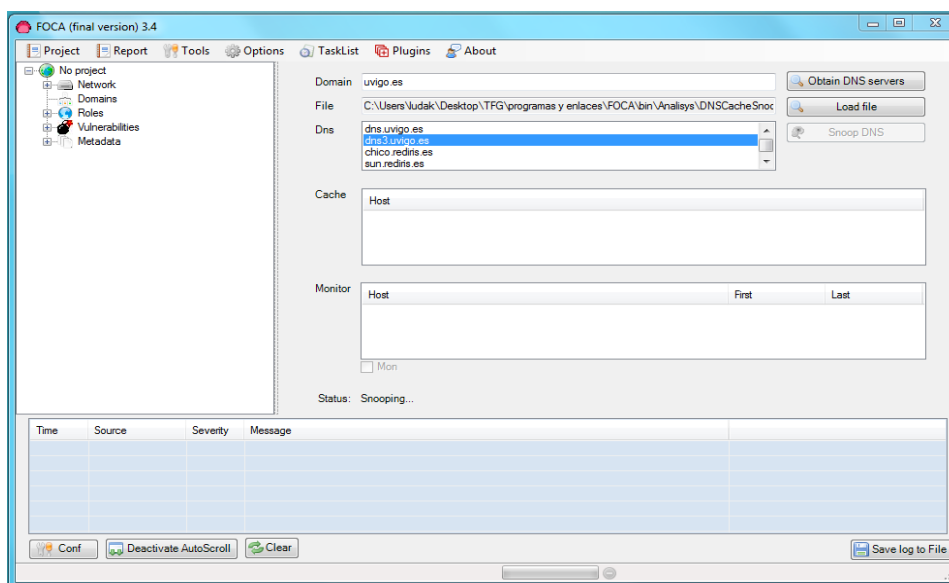 FOCA (final version) 3.4
Project Report Tools Options TaskList Plugins About
No project
Network
Domains
Roles
Vulnerabilities
Metadata
Domain uvigo.es Obtain DNS servers
File C:\Users\ludak\Desktop\TFG\programas y enlaces\FOCA\bin\Analisys\DNSCacheSnoc Load file
Dns dns.uvigo.es Snoop DNS
dns3.uvigo.es
chico.rediris.es
sun.rediris.es
Cache Host
Monitor Host First Last
Mon
Status: Snooping...
Time Source Severity Message
Conf Deactivate AutoScroll Clear Save log to File